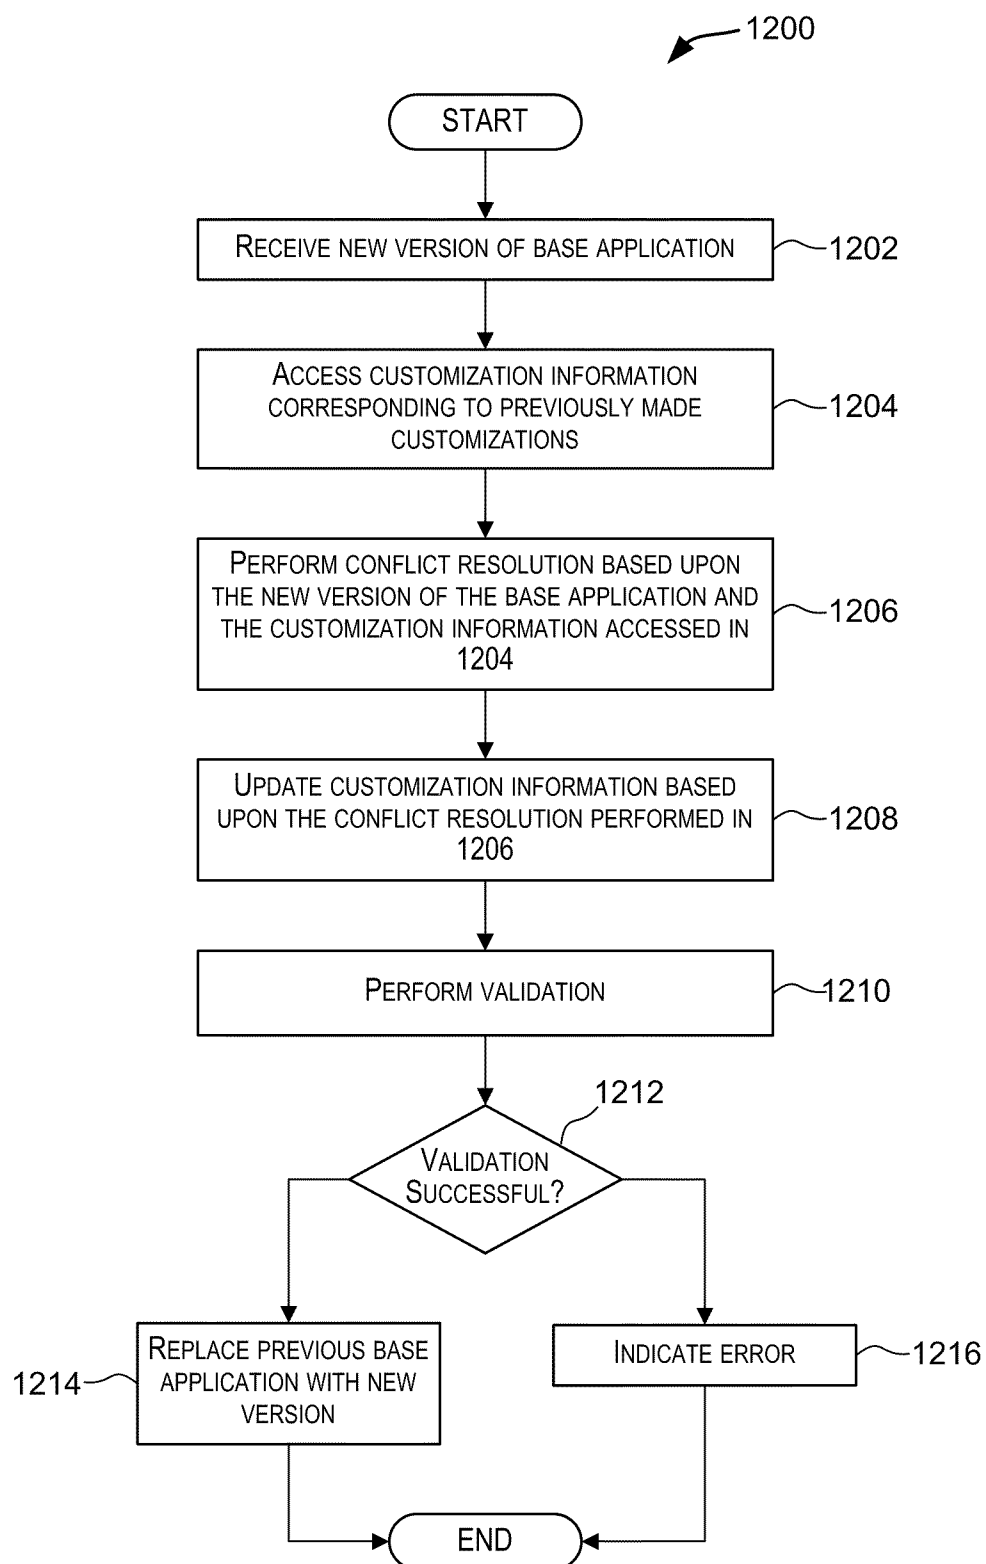 1200
START
RECEIVE NEW VERSION OF BASE APPLICATION
1202
ACCESS CUSTOMIZATION INFORMATION
CORRESPONDING TO PREVIOUSLY MADE
CUSTOMIZATIONS
1204
PERFORM CONFLICT RESOLUTION BASED UPON
THE NEW VERSION OF THE BASE APPLICATION AND
THE CUSTOMIZATION INFORMATION ACCESSED IN
1204
1206
UPDATE CUSTOMIZATION INFORMATION BASED
UPON THE CONFLICT RESOLUTION PERFORMED IN
1206
1208
PERFORM VALIDATION
1210
1212
VALIDATION
SUCCESSFUL?
REPLACE PREVIOUS BASE
APPLICATION WITH NEW
VERSION
1214
INDICATE ERROR
1216
END